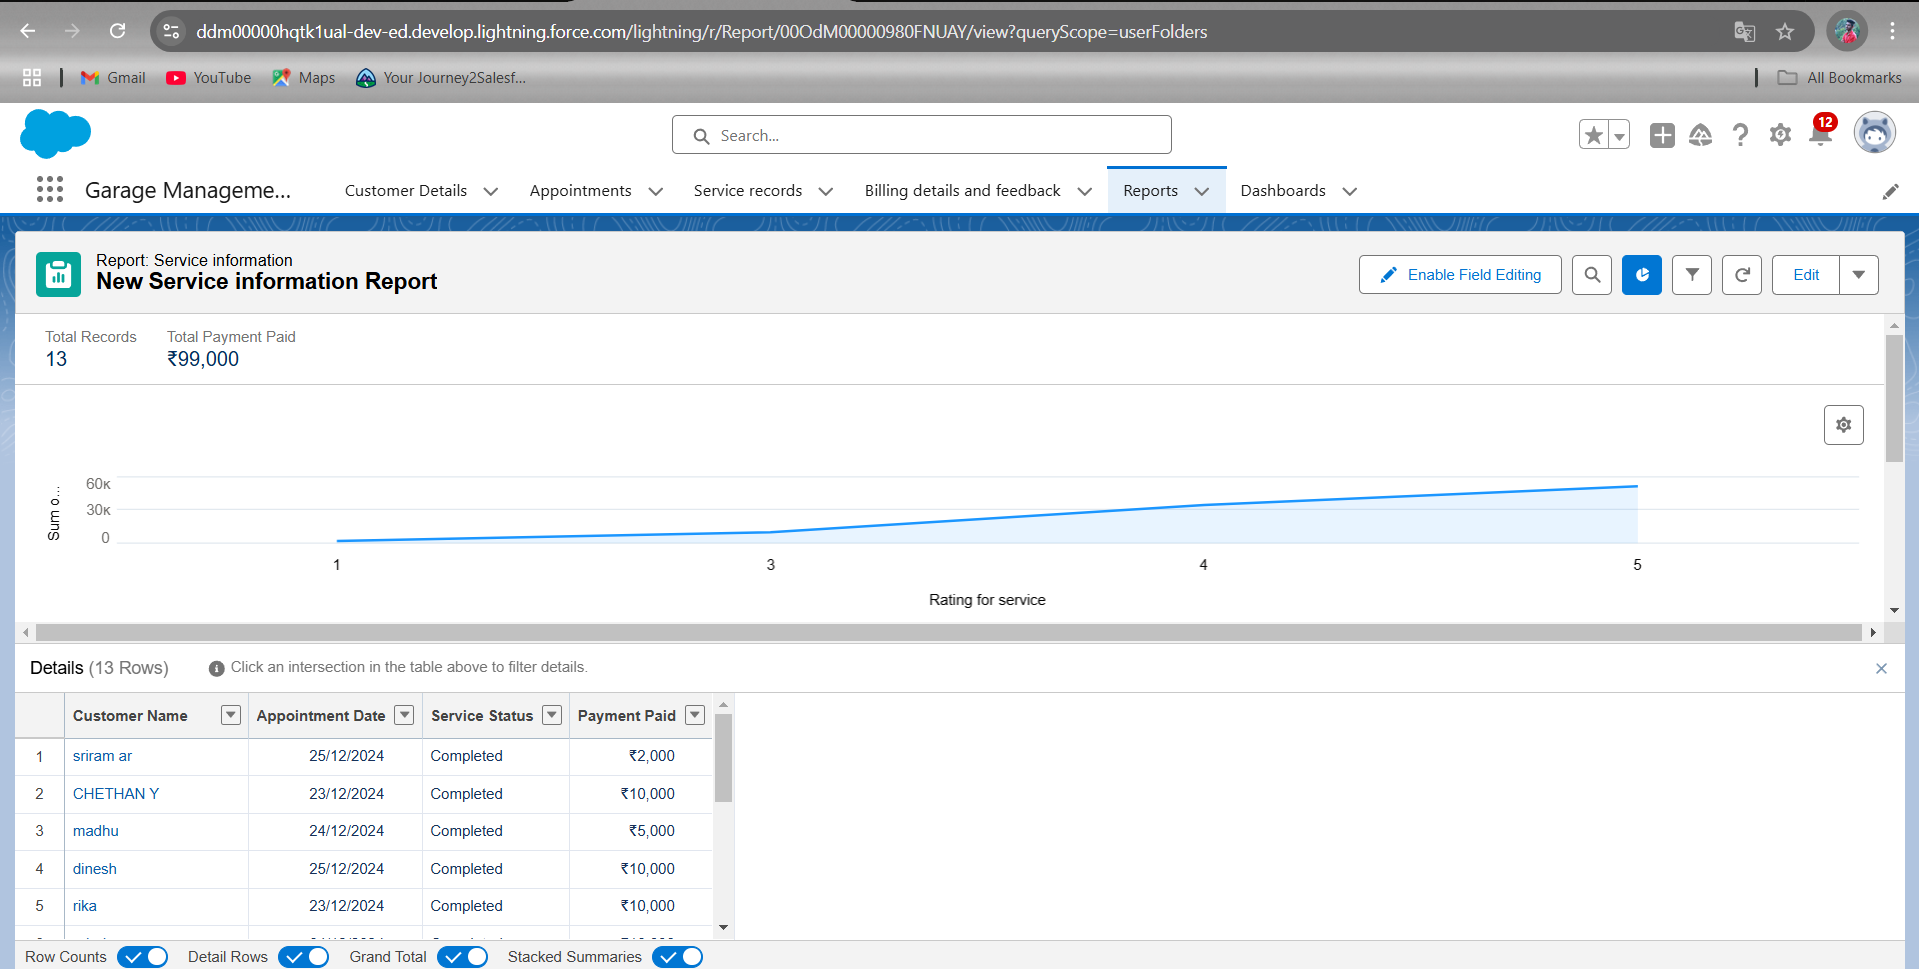 ddm00000hqtk1ual-dev-ed.develop.lightning.force.com/lightning/r/Report/00OdM00000980FNUAY/view?queryScope=userFolders
Gmail YouTube Maps Your Journey2Salesf... All Bookmarks
Search...
12
Garage Manageme... Customer Details Appointments Service records Billing details and feedback Reports Dashboards
Report: Service information
New Service information Report
Enable Field Editing Edit
Total Records Total Payment Paid
13 ₹99,000
Sum o...
60K
30K
0
1 3 4 5
Rating for service
Details (13 Rows) Click an intersection in the table above to filter details.
Customer Name Appointment Date Service Status Payment Paid
1 sriram ar 25/12/2024 Completed ₹2,000
2 CHETHAN Y 23/12/2024 Completed ₹10,000
3 madhu 24/12/2024 Completed ₹5,000
4 dinesh 25/12/2024 Completed ₹10,000
5 rika 23/12/2024 Completed ₹10,000
Row Counts Detail Rows Grand Total Stacked Summaries